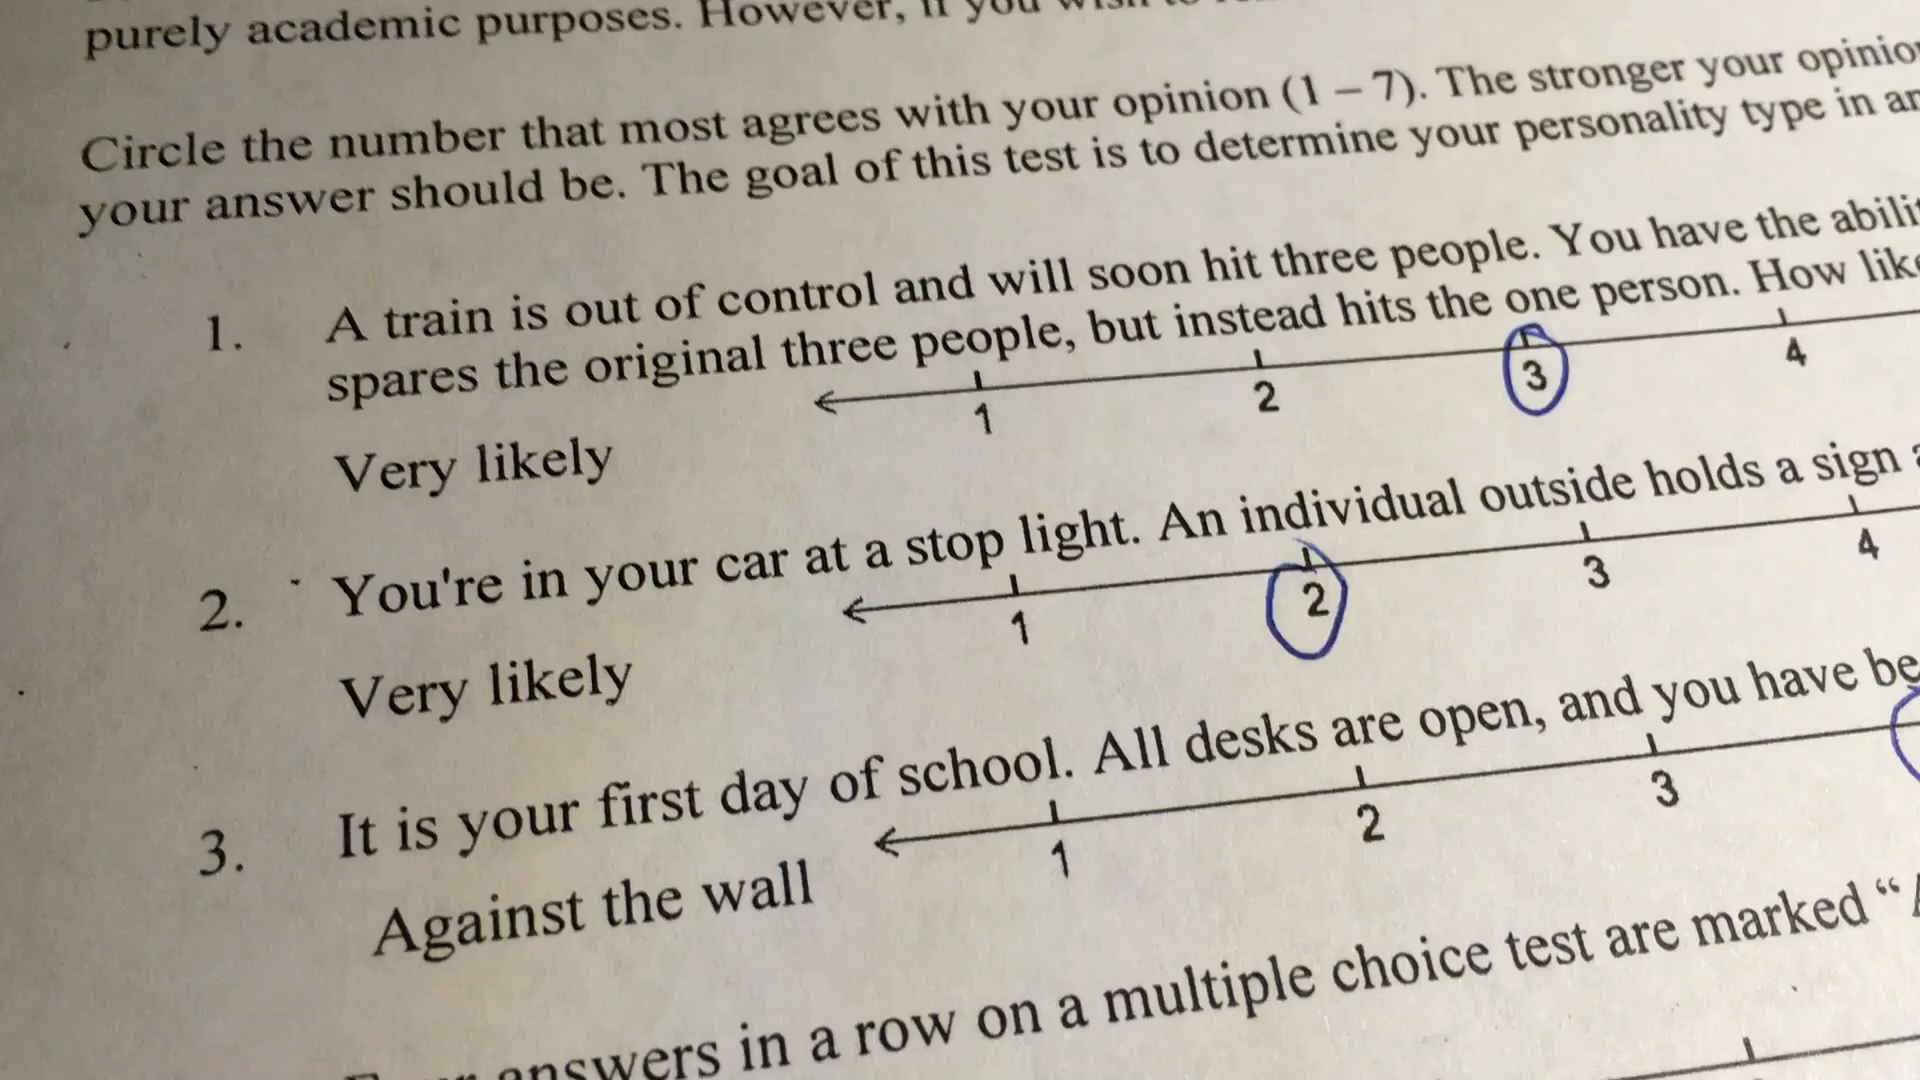 purely academic purposes. However, if you wish to
Circle the number that most agrees with your opinion (1 – 7). The stronger your opinion
your answer should be. The goal of this test is to determine your personality type in an
1. A train is out of control and will soon hit three people. You have the
spares the original three people, but instead hits the one person. How
1 2 3 4
Very likely
2. You're in your car at a stop light. An individual outside holds a sign
1 2 3 4
Very likely
3. It is your first day of school. All desks are open, and you have
1 2 3
Against the wall
answers in a row on a multiple choice test are marked “